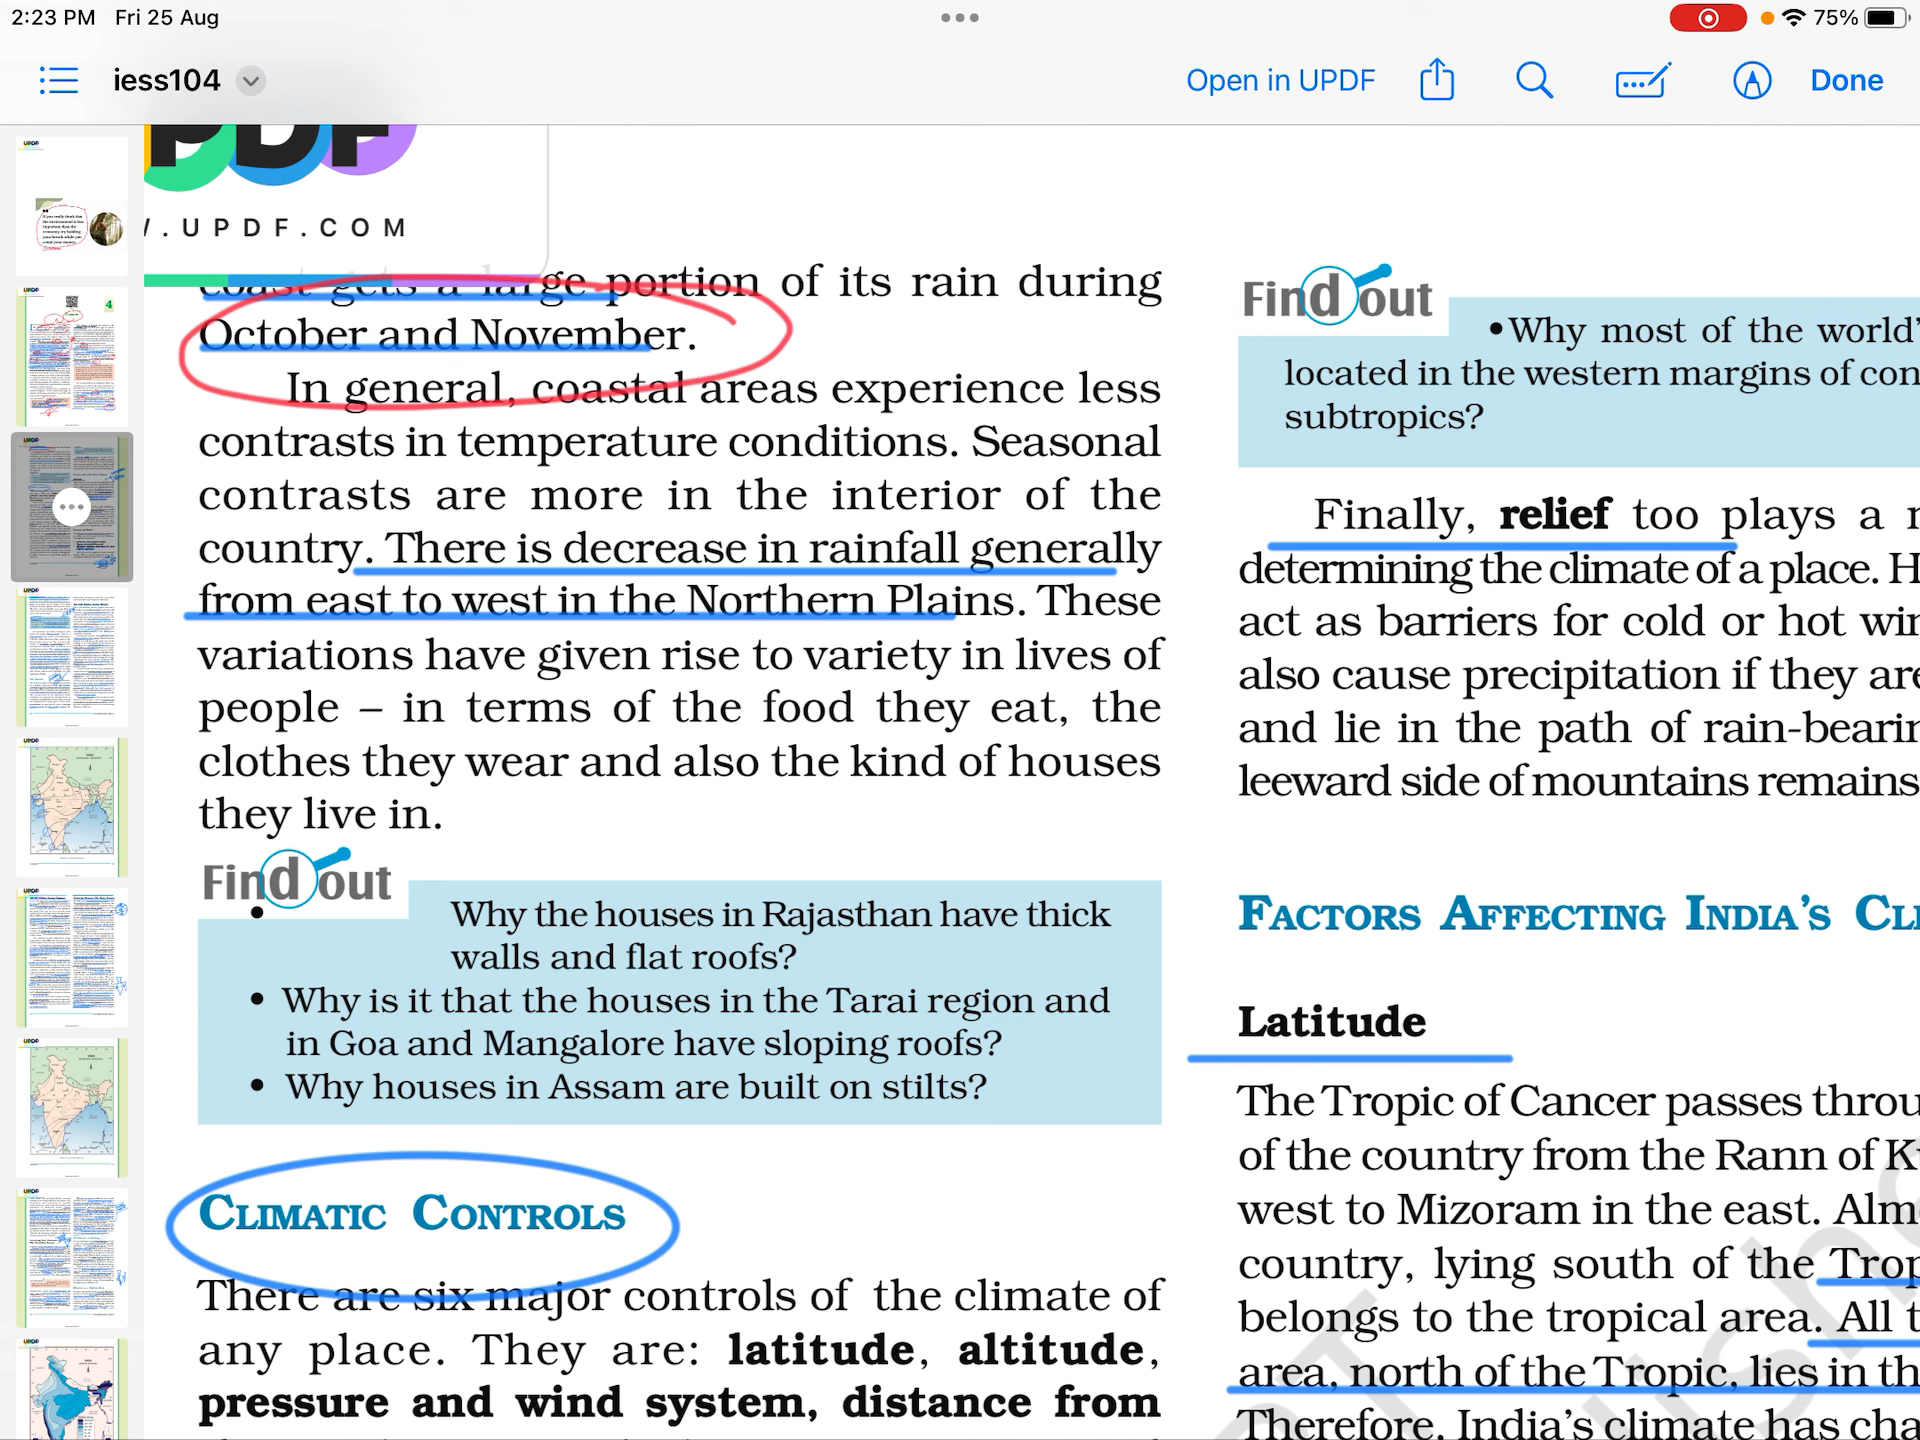 2:23 PM Fri 25 Aug
75%
iess104
Open in UPDF
Done
PDF
.UPDF.COM
coast gets a large portion of its rain during
October and November.
In general, coastal areas experience less
contrasts in temperature conditions. Seasonal
contrasts are more in the interior of the
country. There is decrease in rainfall generally
from east to west in the Northern Plains. These
variations have given rise to variety in lives of
people – in terms of the food they eat, the
clothes they wear and also the kind of houses
they live in.
Find out
• Why the houses in Rajasthan have thick
walls and flat roofs?
• Why is it that the houses in the Tarai region and
in Goa and Mangalore have sloping roofs?
• Why houses in Assam are built on stilts?
CLIMATIC CONTROLS
There are six major controls of the climate of
any place. They are: latitude, altitude,
pressure and wind system, distance from
Find out
•Why most of the world'
located in the western margins of con
subtropics?
Finally, relief too plays a
determining the climate of a place. H
act as barriers for cold or hot win
also cause precipitation if they are
and lie in the path of rain-bearin
leeward side of mountains remains
FACTORS AFFECTING INDIA'S CLI
Latitude
The Tropic of Cancer passes throu
of the country from the Rann of K
west to Mizoram in the east. Alm
country, lying south of the Trop
belongs to the tropical area. All t
area, north of the Tropic, lies in th
Therefore, India's climate has cha